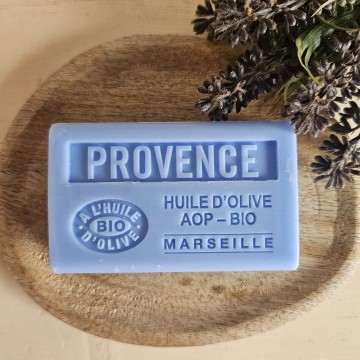 PROVENCE
A L'HUILE
BIO
D'OLIVE
HUILE D'OLIVE
AOP – BIO
MARSEILLE